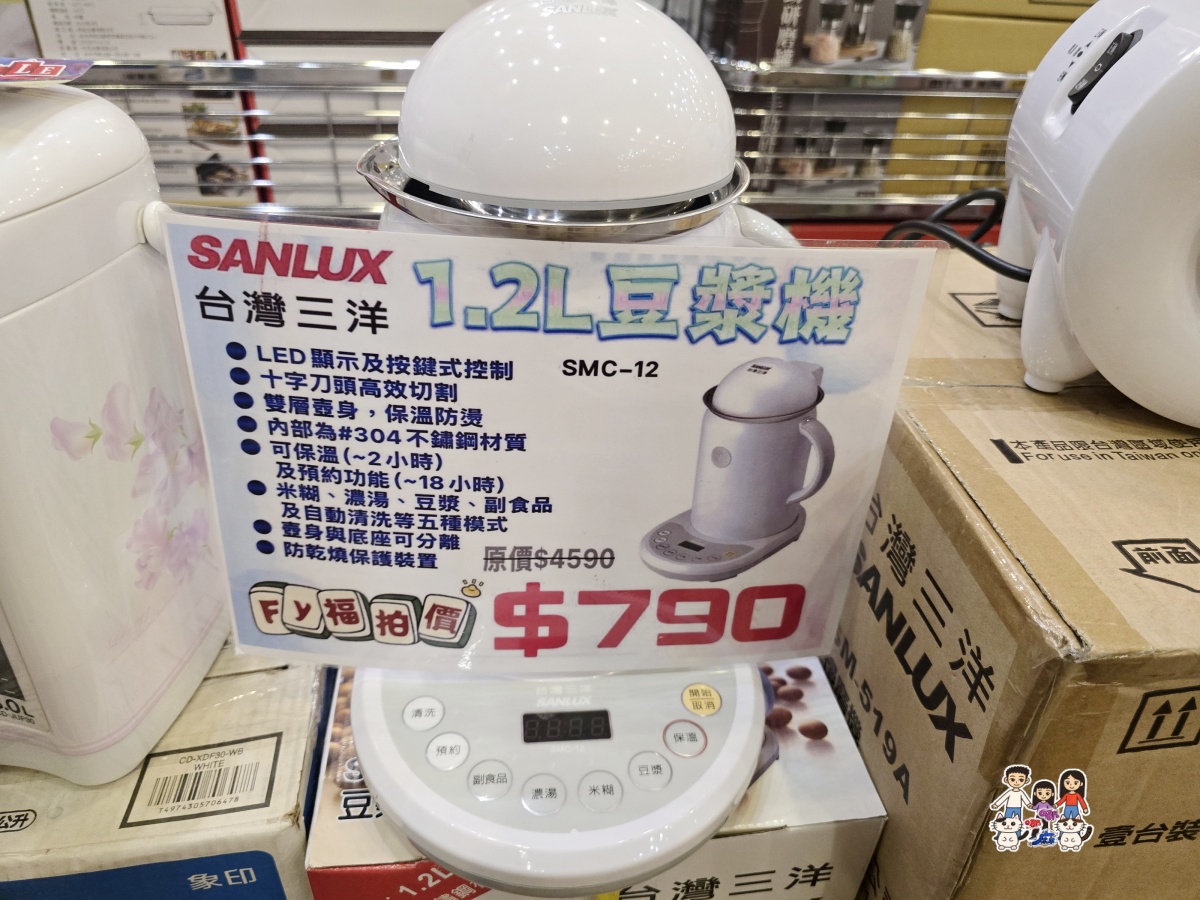 SANLUX
SANLUX
台灣三洋
1.2L豆漿機
SMC-12
LED顯示及按鍵式控制
十字刀頭高效切割
雙層壺身,保溫防燙
內部為#304不鏽鋼材質
可保溫(~2小時)
及預約功能(~18小時)
米糊、濃湯、豆漿、副食品
及自動清洗等五種模式
壺身與底座可分離
防乾燒保護裝置
原價$4590
Fy福拍價
$790
台灣三洋
SANLUX
清洗
預約
副食品
濃湯
米糊
豆漿
保溫
開始
取消
SMC-12
CD-XDF30-WB
WHITE
T4974305706478
象印
1.2L
台灣三洋
本產品限台灣區域使
For use in Taiwan on
台灣三洋
SANLUX
M-519A
壹台裝